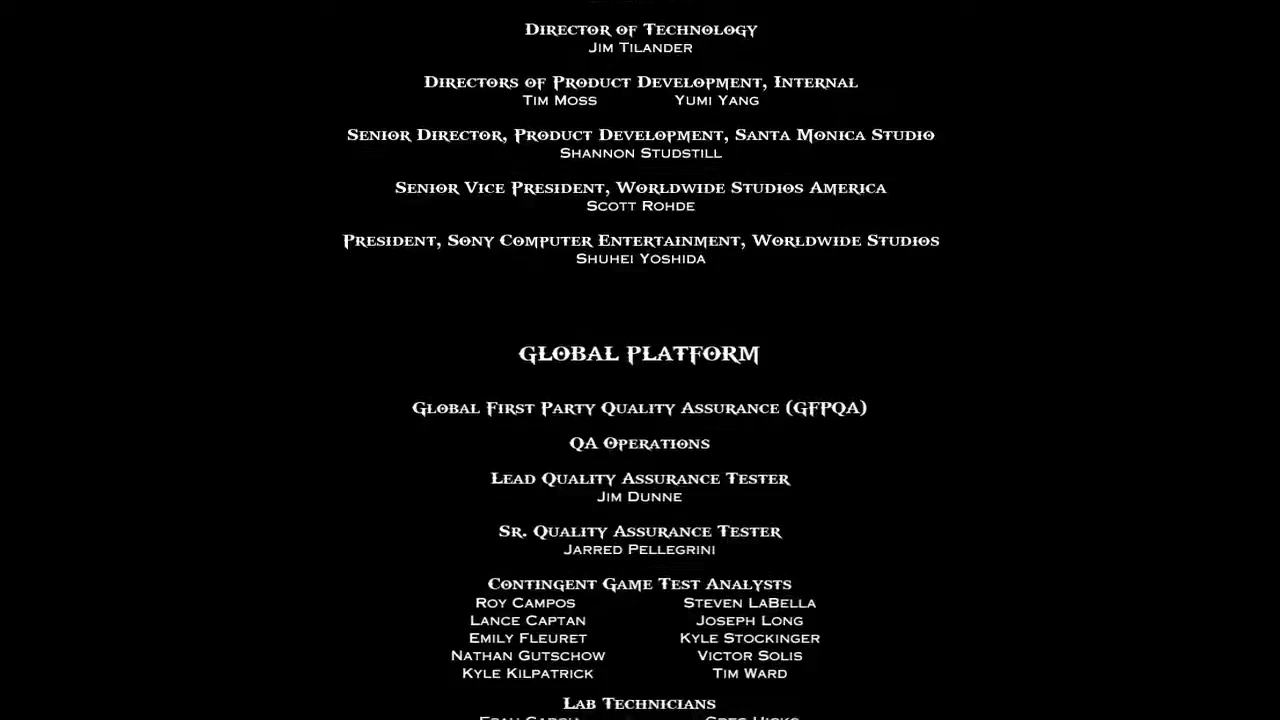 Director of Technology
Jim Tilander
Directors of Product Development, Internal
Tim Moss Yumi Yang
Senior Director, Product Development, Santa Monica Studio
Shannon Studstill
Senior Vice President, Worldwide Studios America
Scott Rohde
President, Sony Computer Entertainment, Worldwide Studios
Shuhei Yoshida
GLOBAL PLATFORM
Global First Party Quality Assurance (GFPQA)
QA Operations
Lead Quality Assurance Tester
Jim Dunne
Sr. Quality Assurance Tester
Jarred Pellegrini
Contingent Game Test Analysts
Roy Campos Steven LaBella
Lance Captan Joseph Long
Emily Fleuret Kyle Stockinger
Nathan Gutschow Victor Solis
Kyle Kilpatrick Tim Ward
Lab Technicians
Greg Hicks